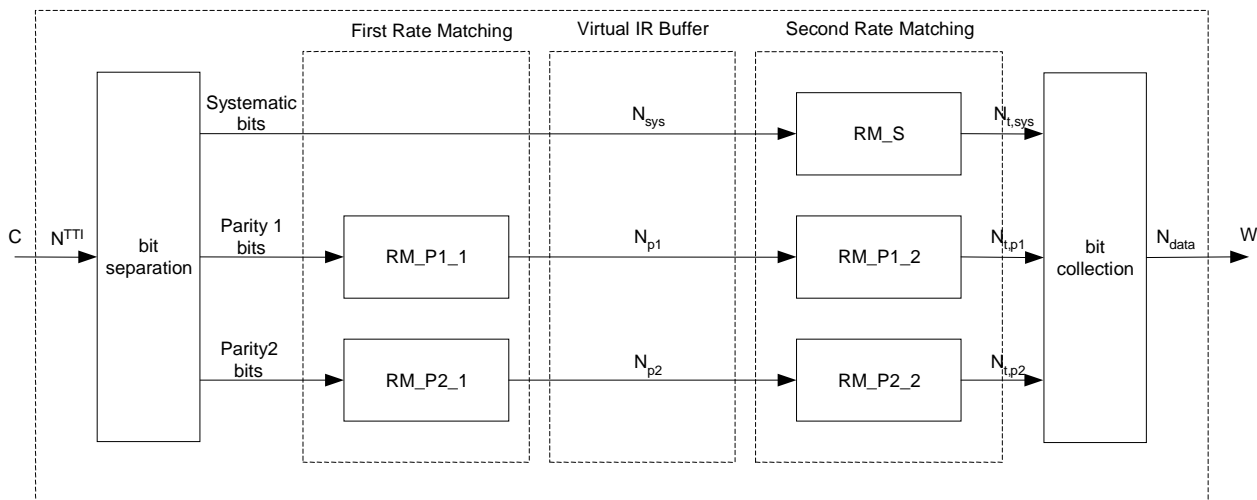 First Rate Matching
Virtual IR Buffer
Second Rate Matching
Systematic
bits
N_sys
RM_S
N_t,sys
C
N^TTI
bit
separation
Parity 1
bits
RM_P1_1
N_p1
RM_P1_2
N_t,p1
bit
collection
N_data
W
Parity2
bits
RM_P2_1
N_p2
RM_P2_2
N_t,p2